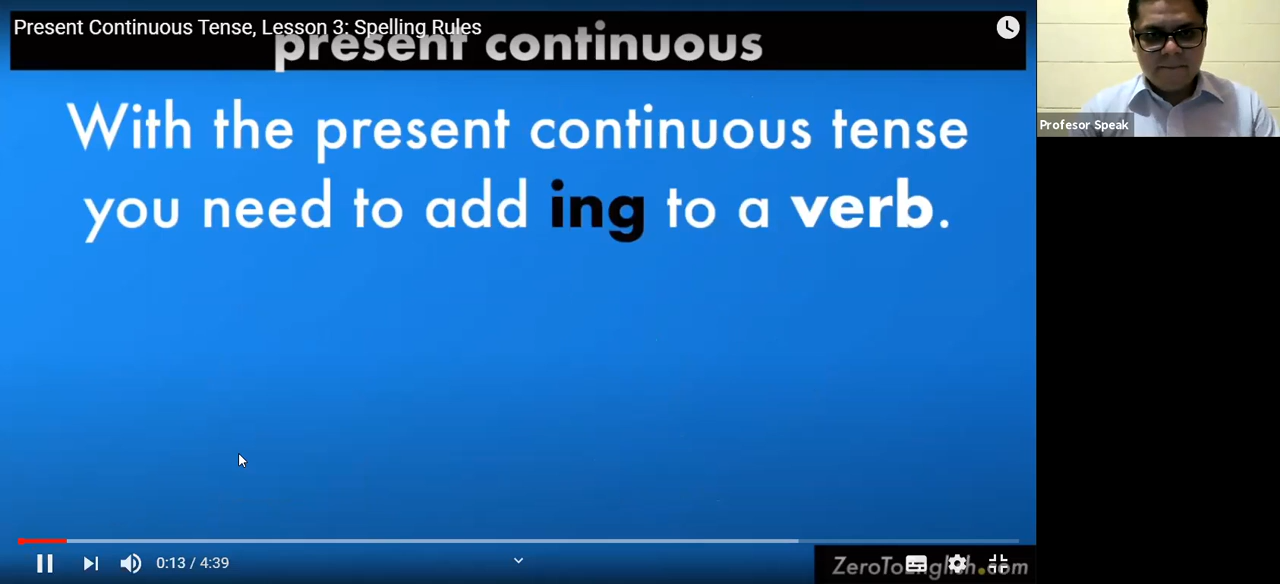 Present Continuous Tense, Lesson 3: Spelling Rules
present continuous
With the present continuous tense
you need to add ing to a verb.
Profesor Speak
0:13 / 4:39
ZeroToEnglish.com